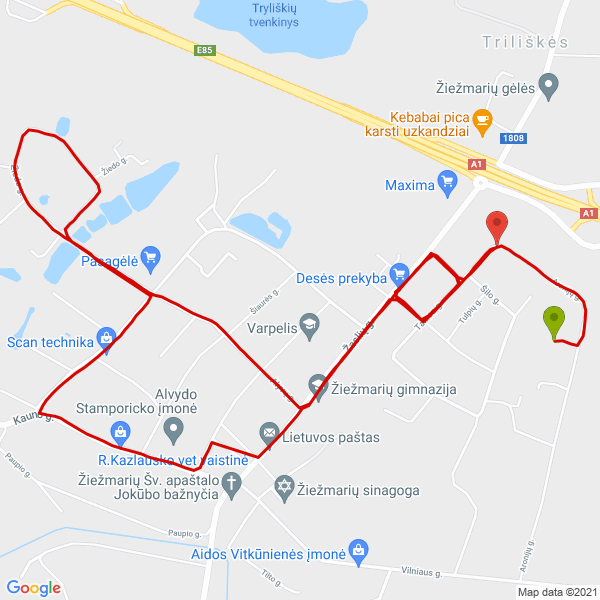 Tryliškių
tvenkinys
E85
Triliškės
Žiežmarių gėlės
Kebabai pica
karsti uzkandziai
1808
A1
Žiedo g.
Maxima
A1
Pasagėlė
Desės prekyba
Šilo g.
Šiaurės g.
Tulpių g.
Varpelis
Žaslių g.
Scan technika
Žiežmarių gimnazija
Alvydo
Stamporicko įmonė
Kauno g.
Lietuvos paštas
R.Kazlausko vet vaistinė
Paupio g.
Žiežmarių Šv. apaštalo
Jokūbo bažnyčia
Žiežmarių sinagoga
Paupio g.
Aidos Vitkūnienės įmonė
Aronijų g.
Vilniaus g.
Tilto g.
Google
Map data ©2021